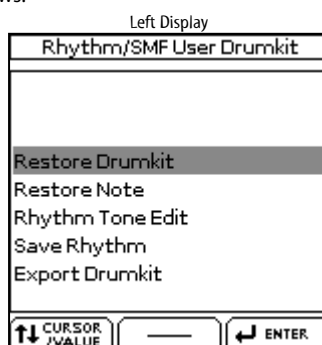 Left Display
Rhythm/SMF User Drumkit
Restore Drumkit
Restore Note
Rhythm Tone Edit
Save Rhythm
Export Drumkit
CURSOR
/VALUE
ENTER